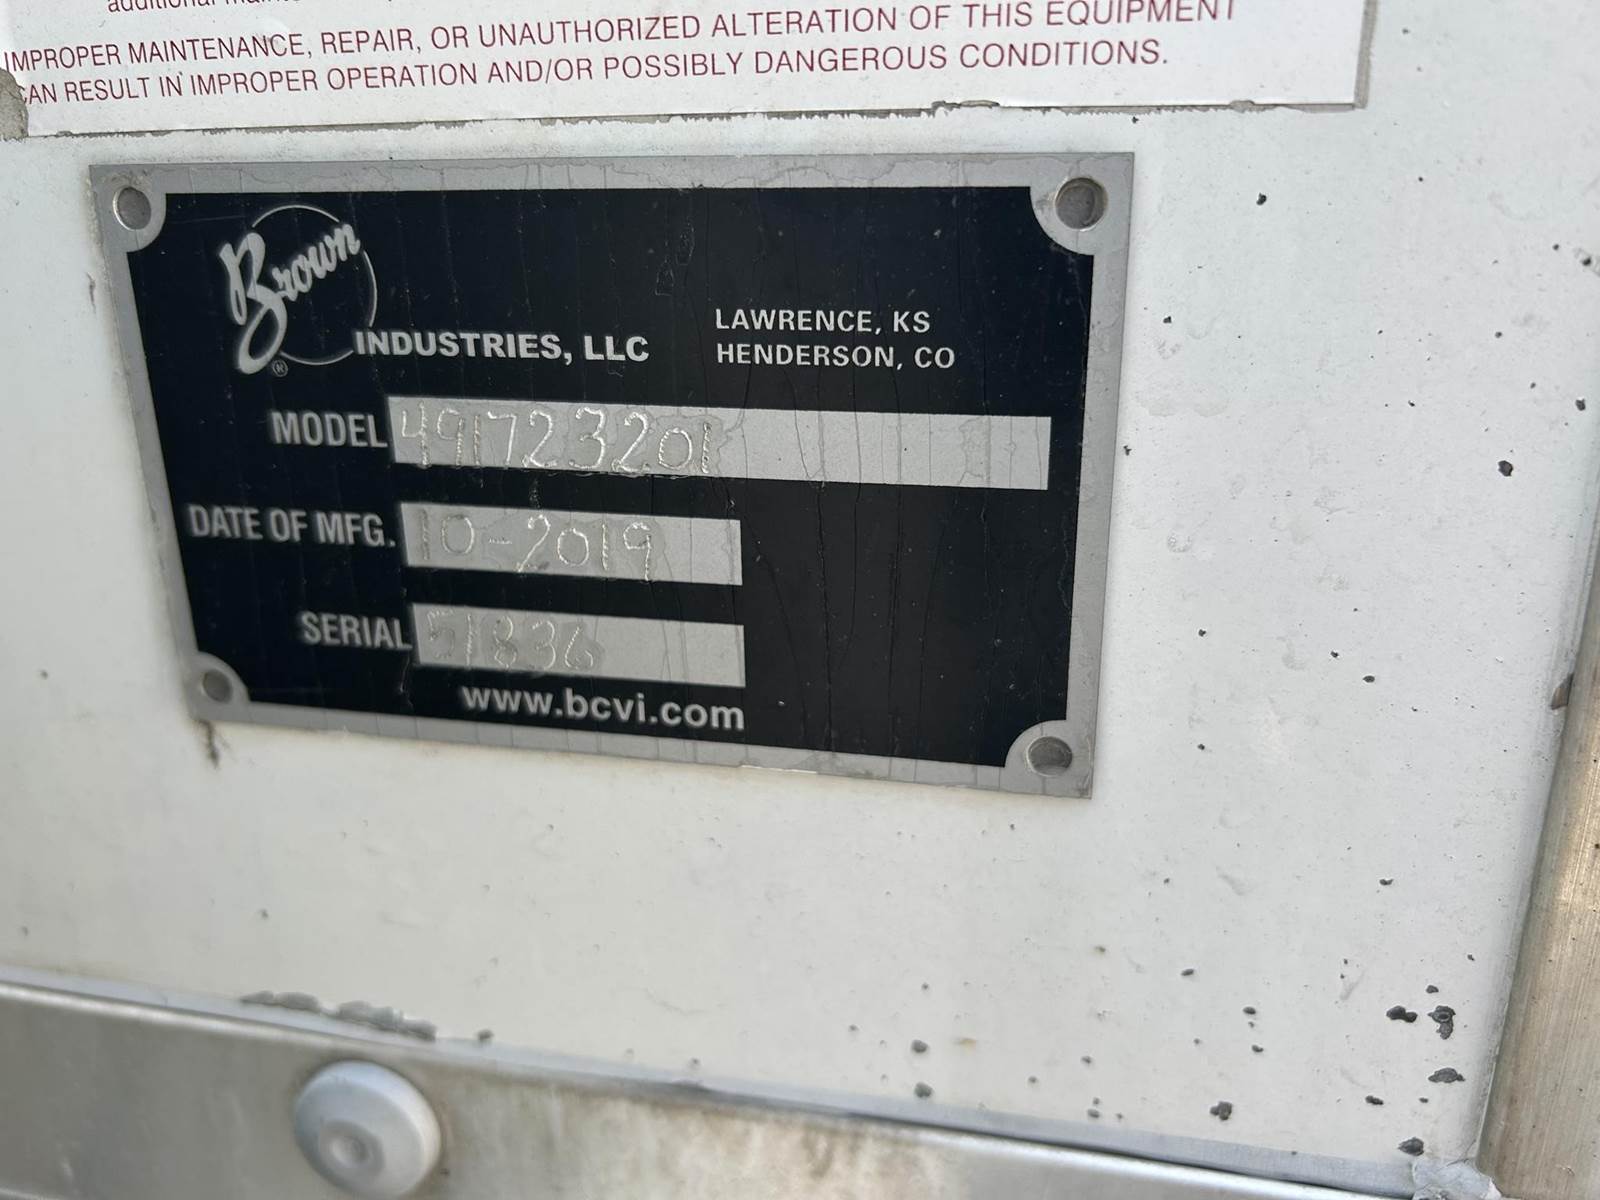 additional
IMPROPER MAINTENANCE, REPAIR, OR UNAUTHORIZED ALTERATION OF THIS EQUIPMENT
CAN RESULT IN IMPROPER OPERATION AND/OR POSSIBLY DANGEROUS CONDITIONS.
Brown ®
INDUSTRIES, LLC
LAWRENCE, KS
HENDERSON, CO
MODEL 491723201
DATE OF MFG. 10-2019
SERIAL 51836
www.bcvi.com